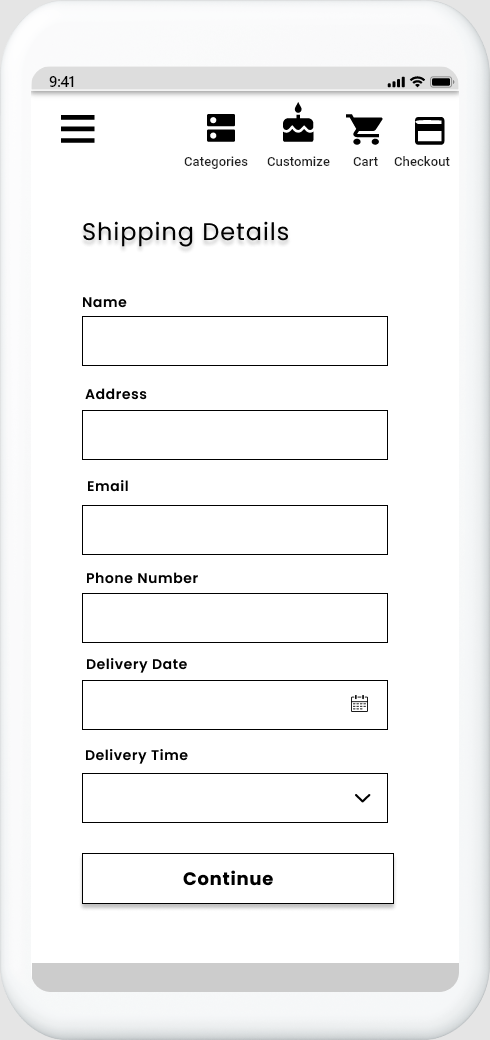 9:41
Categories Customize Cart Checkout
Shipping Details
Name
Address
Email
Phone Number
Delivery Date
Delivery Time
Continue